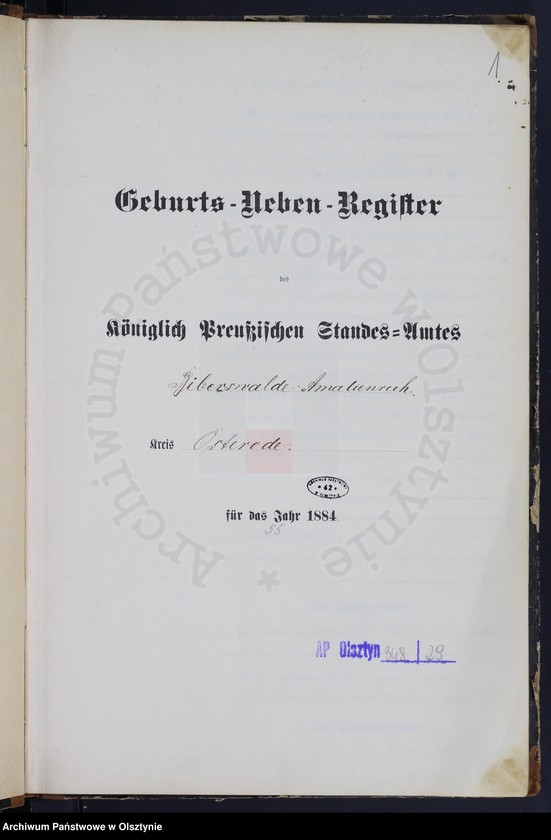 1
Geburts-Neben-Register
des
Königlich Preußischen Standes=Amtes
Biberswalde-Amalienruh.
Kreis Osterode.
42
für das Jahr 1884
55
AP Olsztyn 348 | 29
Archiwum Państwowe w Olsztynie *
Archiwum Państwowe w Olsztynie